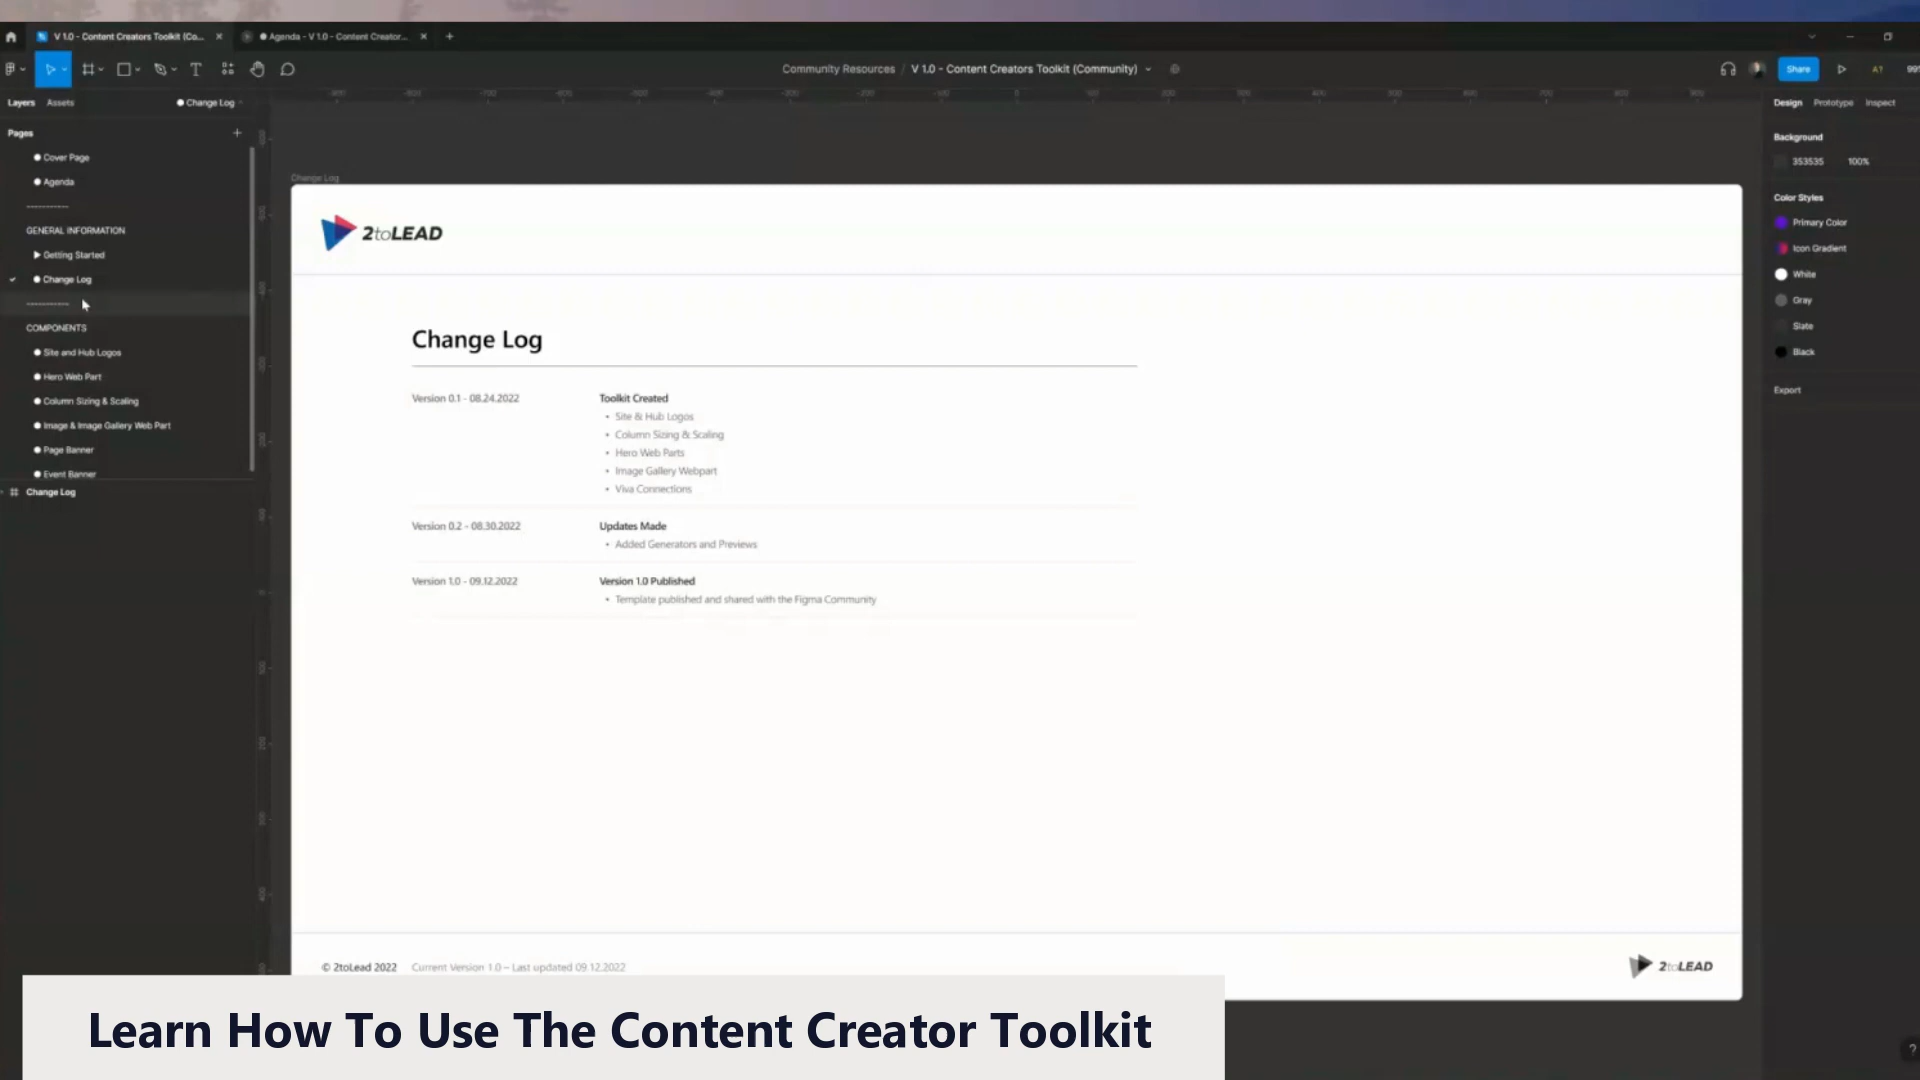 V 1.0 - Content Creators Toolkit (Co...
Agenda - V 1.0 - Content Creator...
Community Resources / V 1.0 - Content Creators Toolkit (Community)
Share
A?
Layers
Assets
Change Log
Design
Prototype
Inspect
Pages
Cover Page
Agenda
------------
GENERAL INFORMATION
Getting Started
Change Log
------------
COMPONENTS
Site and Hub Logos
Hero Web Part
Column Sizing & Scaling
Image & Image Gallery Web Part
Page Banner
Event Banner
Change Log
Change Log
2toLEAD
Change Log
Version 0.1 - 08.24.2022
Toolkit Created
• Site & Hub Logos
• Column Sizing & Scaling
• Hero Web Parts
• Image Gallery Webpart
• Viva Connections
Version 0.2 - 08.30.2022
Updates Made
• Added Generators and Previews
Version 1.0 - 09.12.2022
Version 1.0 Published
• Template published and shared with the Figma Community
© 2toLead 2022
Current Version 1.0 – Last updated 09.12.2022
2toLEAD
Background
353535
100%
Color Styles
Primary Color
Icon Gradient
White
Gray
Slate
Black
Export
?
Learn How To Use The Content Creator Toolkit